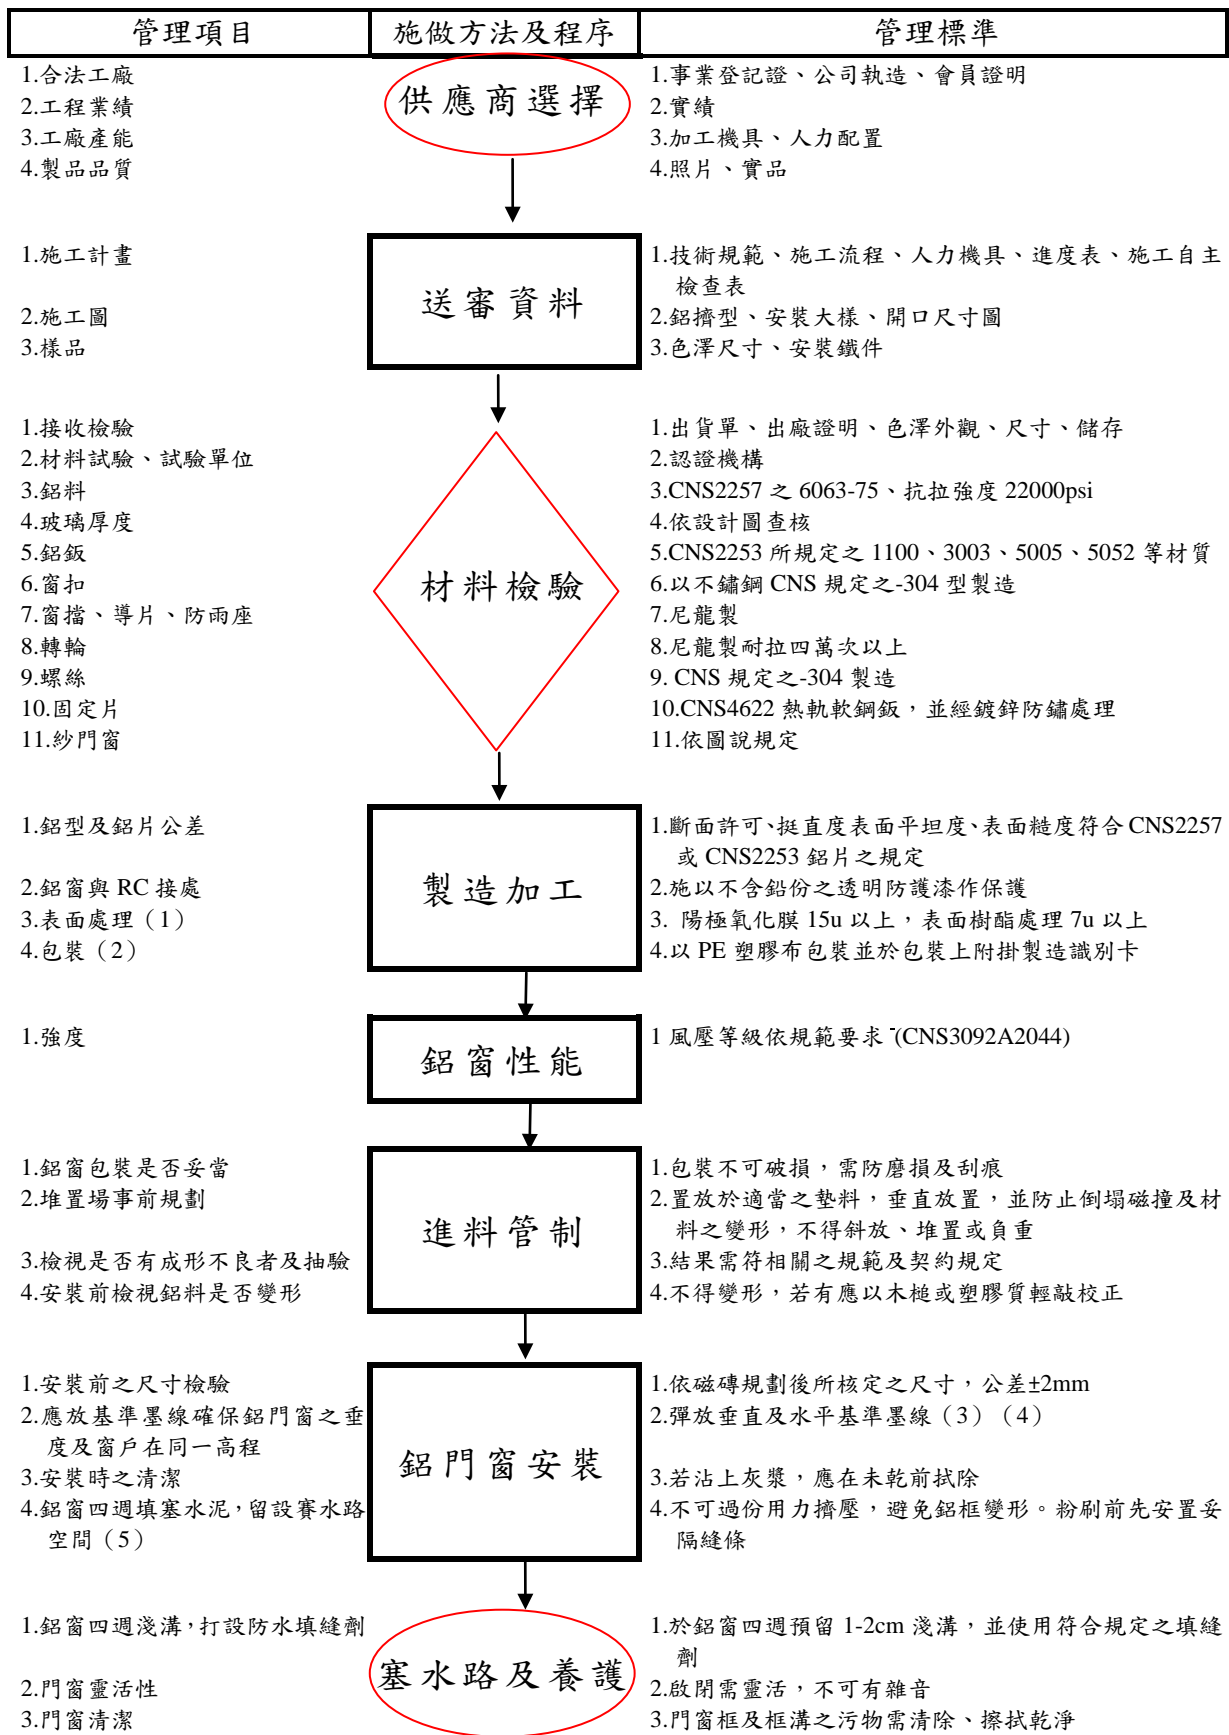 管理項目 施做方法及程序 管理標準
1.合法工廠 供應商選擇 1.事業登記證、公司執造、會員證明
2.工程業績 2.實績
3.工廠產能 3.加工機具、人力配置
4.製品品質 4.照片、實品
1.施工計畫 送審資料 1.技術規範、施工流程、人力機具、進度表、施工自主
檢查表
2.施工圖 2.鋁擠型、安裝大樣、開口尺寸圖
3.樣品 3.色澤尺寸、安裝鐵件
1.接收檢驗 1.出貨單、出廠證明、色澤外觀、尺寸、儲存
2.材料試驗、試驗單位 2.認證機構
3.鋁料 3.CNS2257 之 6063-75、抗拉強度 22000psi
4.玻璃厚度 4.依設計圖查核
5.鋁鈑 5.CNS2253 所規定之 1100、3003、5005、5052 等材質
6.窗扣 材料檢驗 6.以不鏽鋼 CNS 規定之-304 型製造
7.窗擋、導片、防雨座 7.尼龍製
8.轉輪 8.尼龍製耐拉四萬次以上
9.螺絲 9. CNS 規定之-304 製造
10.固定片 10.CNS4622 熱軌軟鋼鈑，並經鍍鋅防鏽處理
11.紗門窗 11.依圖說規定
1.鋁型及鋁片公差 1.斷面許可、挺直度表面平坦度、表面糙度符合 CNS2257
或 CNS2253 鋁片之規定
2.鋁窗與 RC 接處 製造加工 2.施以不含鉛份之透明防護漆作保護
3.表面處理（1） 3. 陽極氧化膜 15u 以上，表面樹酯處理 7u 以上
4.包裝（2） 4.以 PE 塑膠布包裝並於包裝上附掛製造識別卡
1.強度 鋁窗性能 1 風壓等級依規範要求 -(CNS3092A2044)
1.鋁窗包裝是否妥當 1.包裝不可破損，需防磨損及刮痕
2.堆置場事前規劃 進料管制 2.置放於適當之墊料，垂直放置，並防止倒塌磁撞及材
料之變形，不得斜放、堆置或負重
3.檢視是否有成形不良者及抽驗 3.結果需符相關之規範及契約規定
4.安裝前檢視鋁料是否變形 4.不得變形，若有應以木槌或塑膠質輕敲校正
1.安裝前之尺寸檢驗 1.依磁磚規劃後所核定之尺寸，公差±2mm
2.應放基準墨線確保鋁門窗之垂 2.彈放垂直及水平基準墨線（3）（4）
度及窗戶在同一高程 鋁門窗安裝
3.安裝時之清潔 3.若沾上灰漿，應在未乾前拭除
4.鋁窗四週填塞水泥，留設賽水路 4.不可過份用力擠壓，避免鋁框變形。粉刷前先安置妥
空間（5） 隔縫條
1.鋁窗四週淺溝，打設防水填縫劑 1.於鋁窗四週預留 1-2cm 淺溝，並使用符合規定之填縫
塞水路及養護 劑
2.門窗靈活性 2.啟閉需靈活，不可有雜音
3.門窗清潔 3.門窗框及框溝之污物需清除、擦拭乾淨